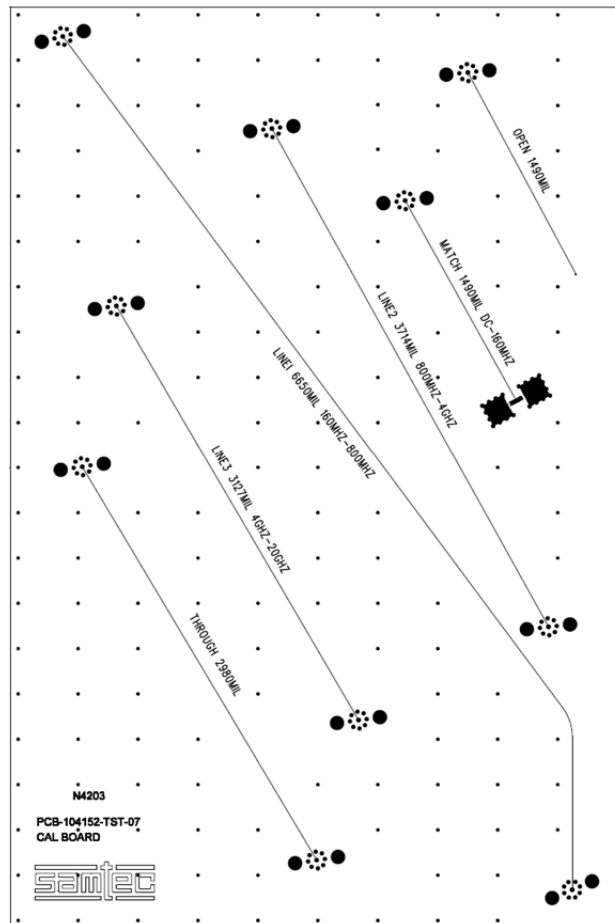 OPEN 1490MIL
MATCH 1490MIL DC-160MHZ
LINE2 3714MIL 800MHZ-4GHZ
LINE1 6650MIL 160MHZ-800MHZ
LINE3 3127MIL 4GHZ-20GHZ
THROUGH 2980MIL
N4203
PCB-104152-TST-07
CAL BOARD
samtec